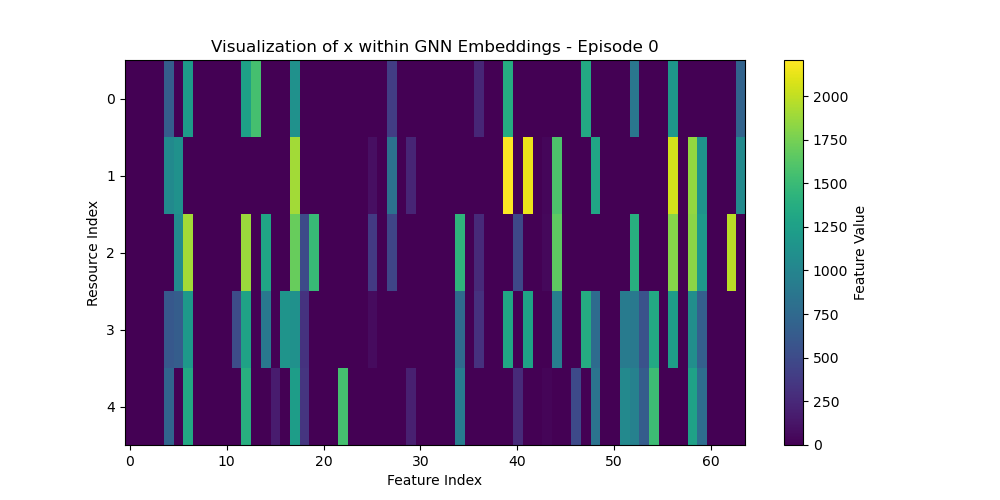 Visualization of x within GNN Embeddings - Episode 0
Resource Index
0
1
2
3
4
0 10 20 30 40 50 60
Feature Index
2000
1750
1500
1250
1000
750
500
250
0
Feature Value